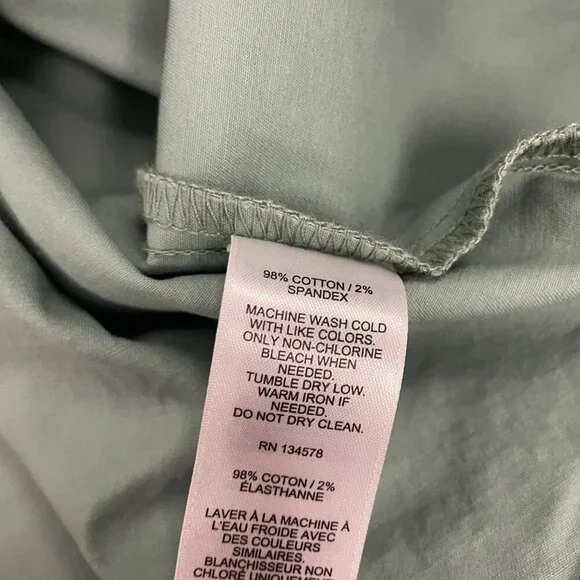 98% COTTON / 2%
SPANDEX
MACHINE WASH COLD
WITH LIKE COLORS.
ONLY NON-CHLORINE
BLEACH WHEN
NEEDED.
TUMBLE DRY LOW.
WARM IRON IF
NEEDED.
DO NOT DRY CLEAN.
RN 134578
98% COTON / 2%
ÉLASTHANNE
LAVER À LA MACHINE À
L'EAU FROIDE AVEC
DES COULEURS
SIMILAIRES.
BLANCHISSEUR NON
CHLORÉ UNIQUEMENT